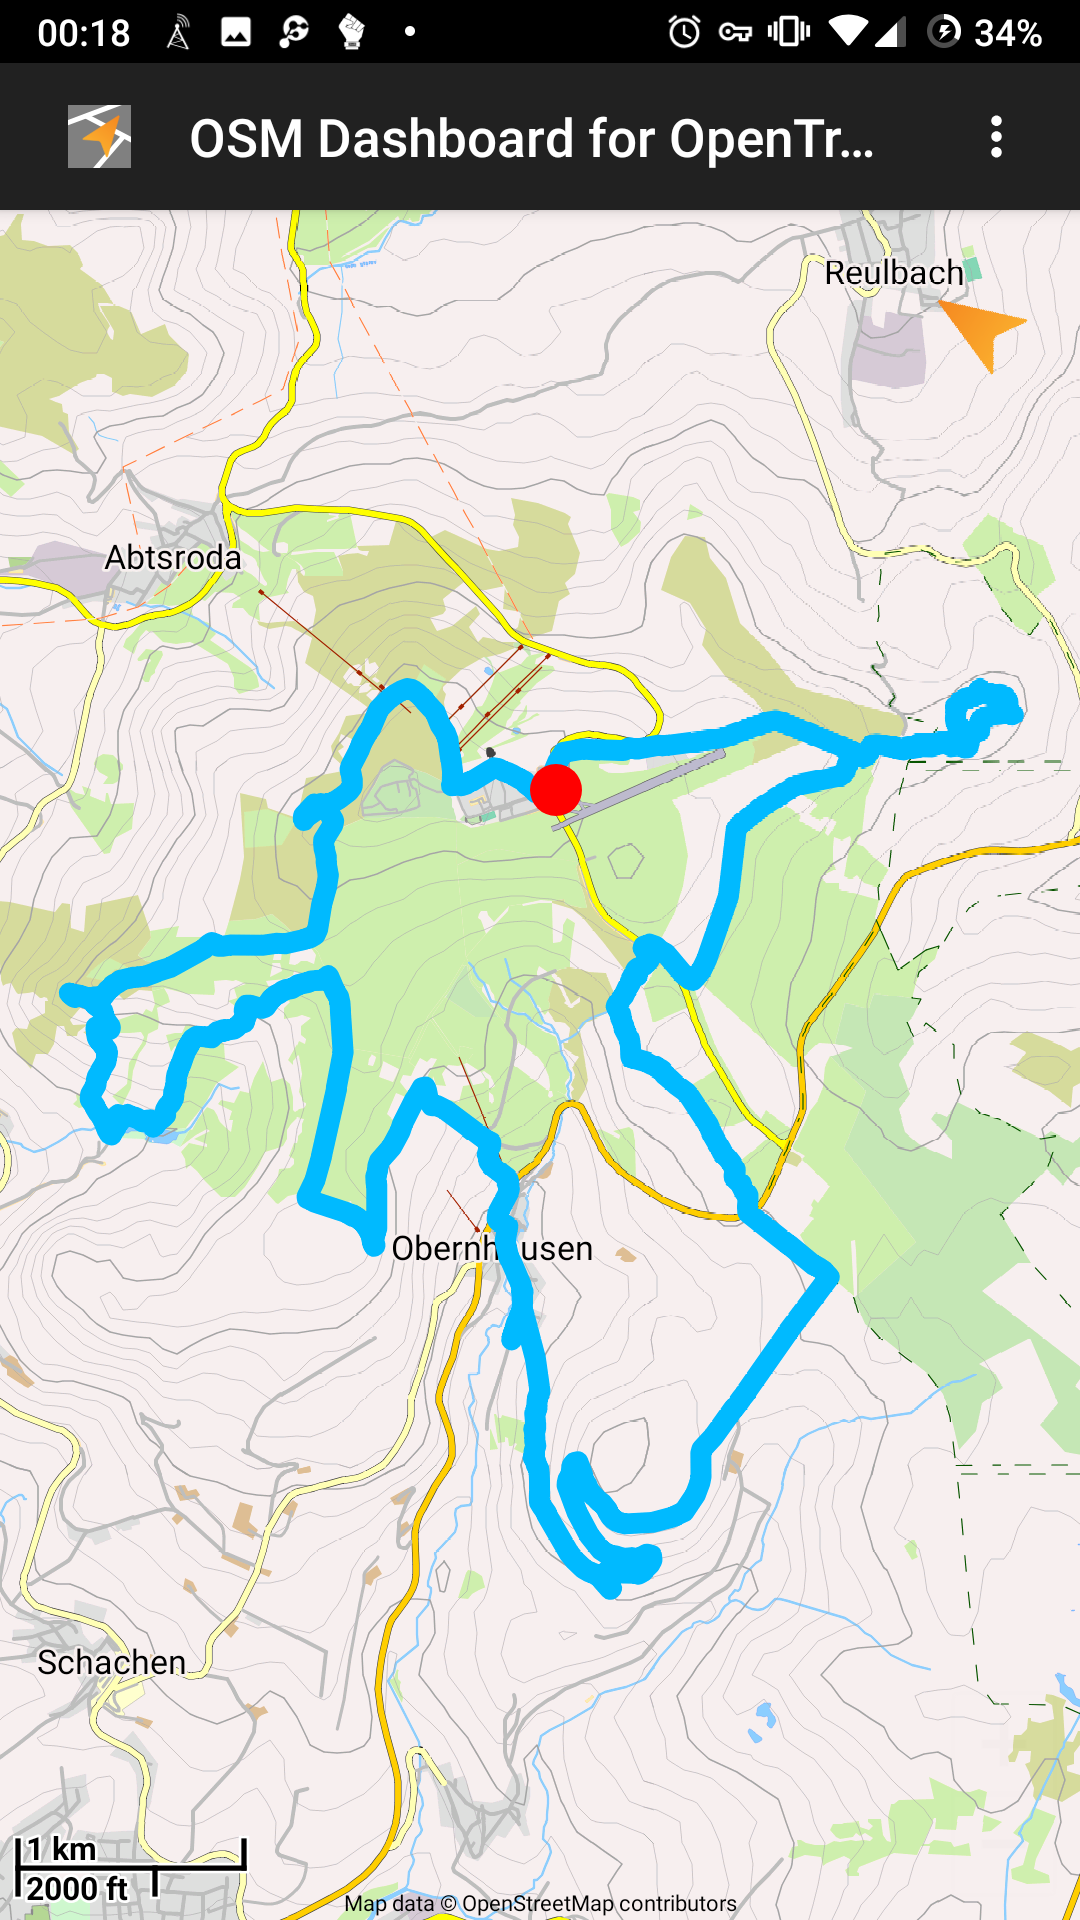 00:18
34%
OSM Dashboard for OpenTr...
Reulbach
Abtsroda
Obernh usen
Schachen
1 km
2000 ft
Map data © OpenStreetMap contributors